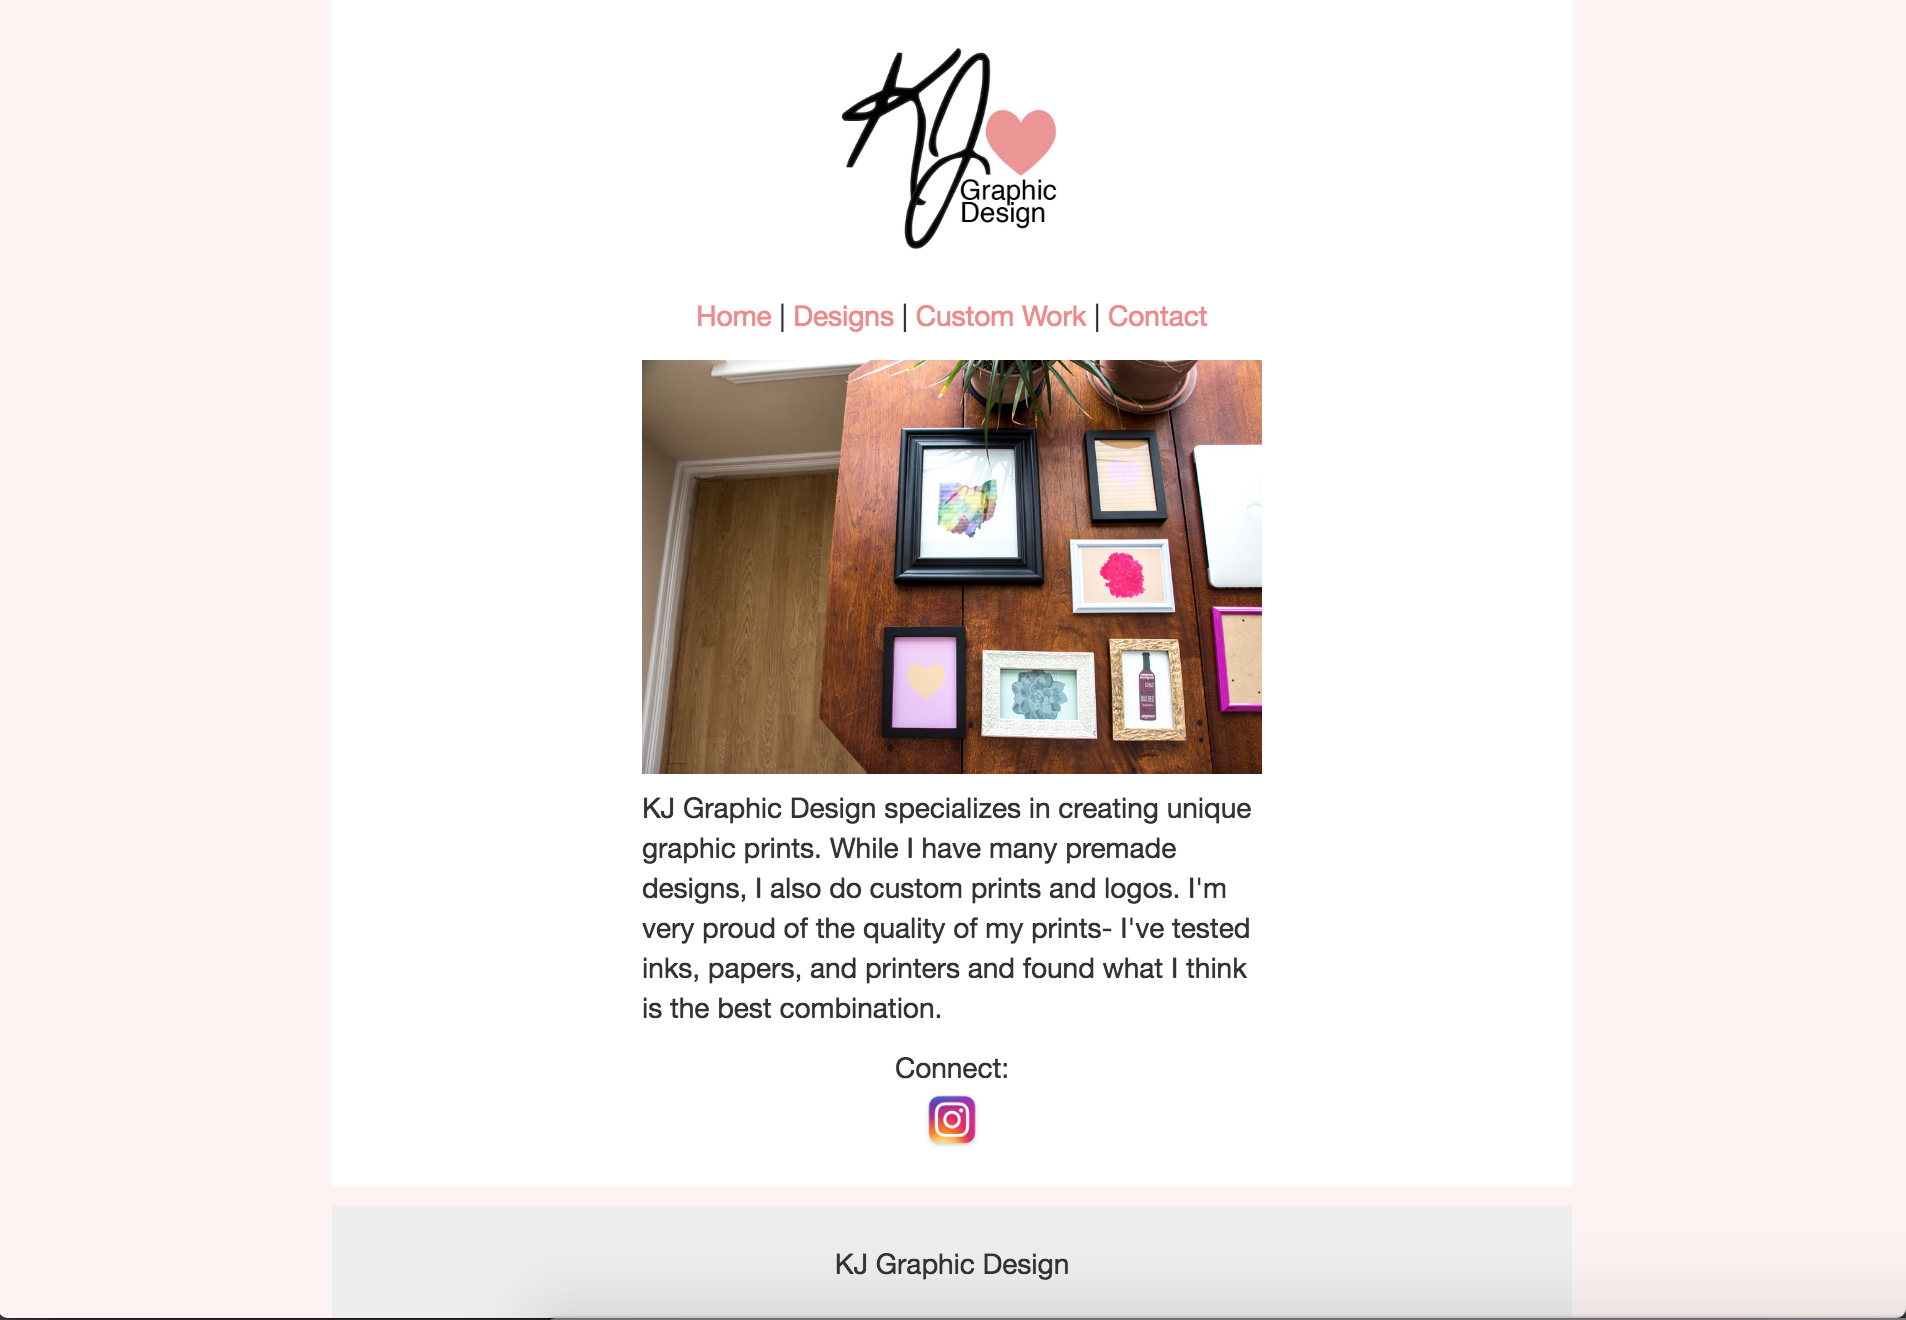 KJ
Graphic
Design
Home | Designs | Custom Work | Contact
KJ Graphic Design specializes in creating unique
graphic prints. While I have many premade
designs, I also do custom prints and logos. I'm
very proud of the quality of my prints- I've tested
inks, papers, and printers and found what I think
is the best combination.
Connect:
KJ Graphic Design